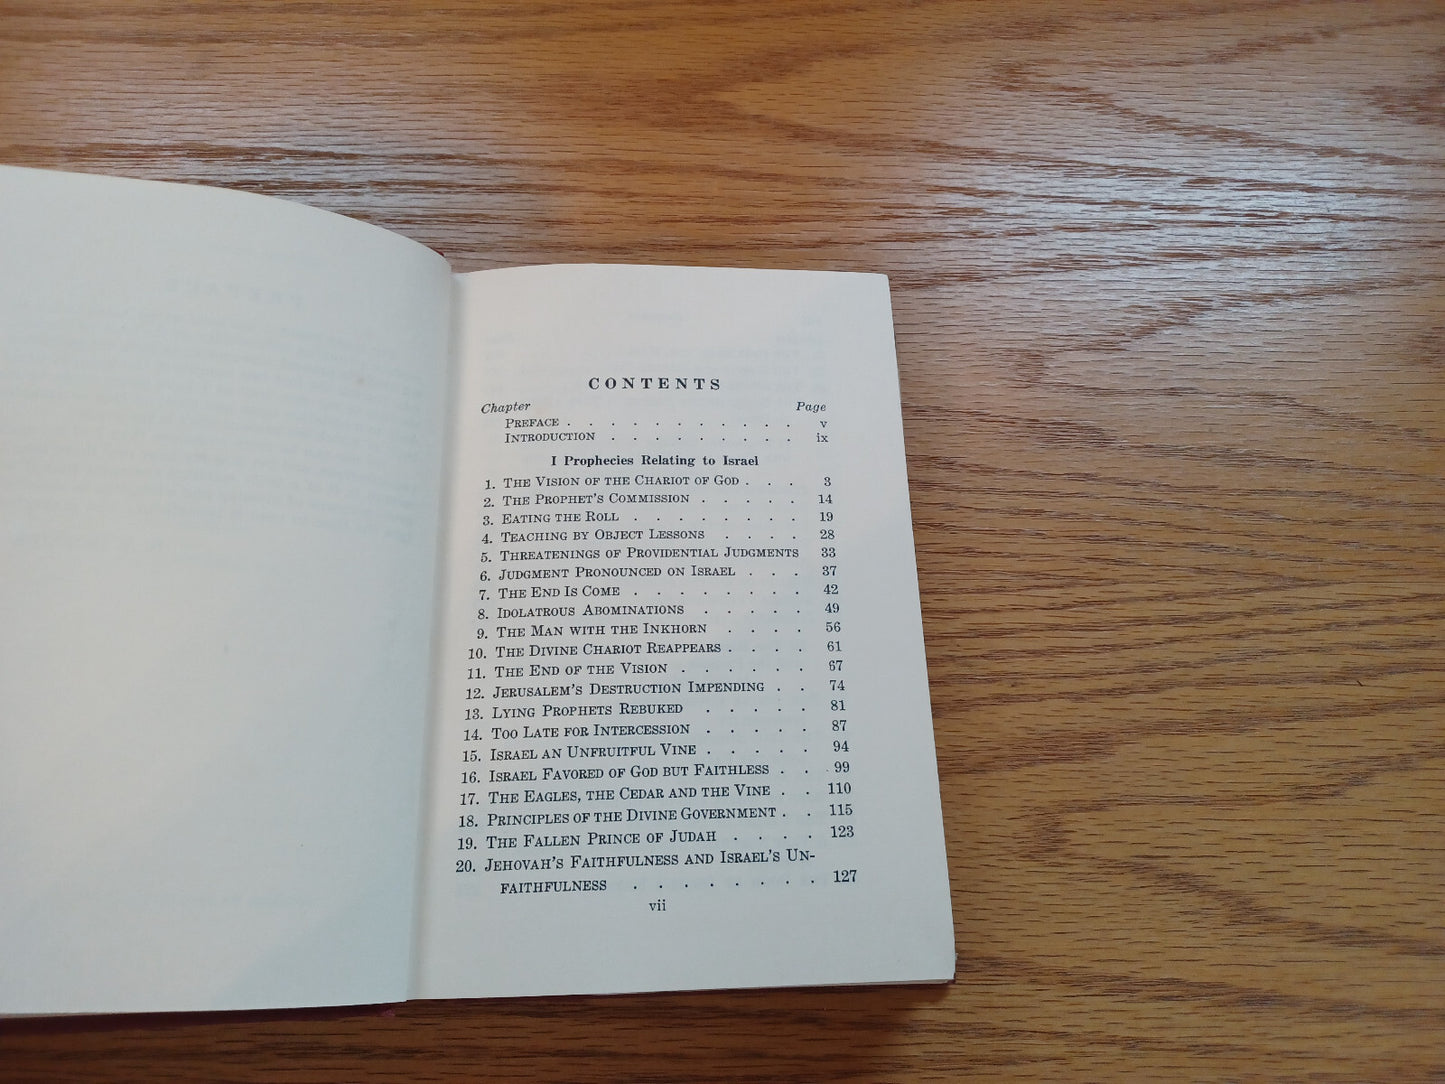 CONTENTS
Chapter Page
PREFACE . . . . . . . . . . v
INTRODUCTION . . . . . . . . . ix
I Prophecies Relating to Israel
1. THE VISION OF THE CHARIOT OF GOD . . . 3
2. THE PROPHET'S COMMISSION . . . . . 14
3. EATING THE ROLL . . . . . . . 19
4. TEACHING BY OBJECT LESSONS . . . . 28
5. THREATENINGS OF PROVIDENTIAL JUDGMENTS 33
6. JUDGMENT PRONOUNCED ON ISRAEL . . . 37
7. THE END IS COME . . . . . . . 42
8. IDOLATROUS ABOMINATIONS . . . . . 49
9. THE MAN WITH THE INKHORN . . . . 56
10. THE DIVINE CHARIOT REAPPEARS . . . . 61
11. THE END OF THE VISION . . . . . 67
12. JERUSALEM'S DESTRUCTION IMPENDING . . 74
13. LYING PROPHETS REBUKED . . . . . 81
14. TOO LATE FOR INTERCESSION . . . . . 87
15. ISRAEL AN UNFRUITFUL VINE . . . . . 94
16. ISRAEL FAVORED OF GOD BUT FAITHLESS . . 99
17. THE EAGLES, THE CEDAR AND THE VINE . . 110
18. PRINCIPLES OF THE DIVINE GOVERNMENT . . 115
19. THE FALLEN PRINCE OF JUDAH . . . . 123
20. JEHOVAH'S FAITHFULNESS AND ISRAEL'S UN-
FAITHFULNESS . . . . . . . . 127
vii